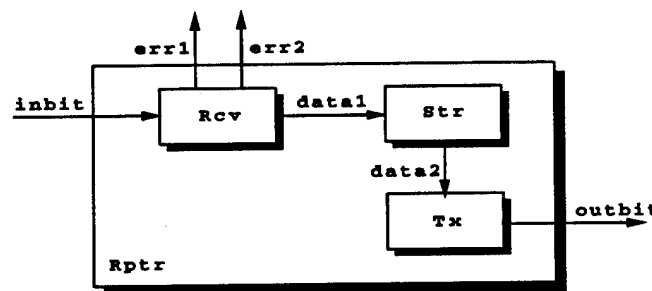 err1 err2
inbit Rcv data1 Str
data2
Tx outbit
Rptr